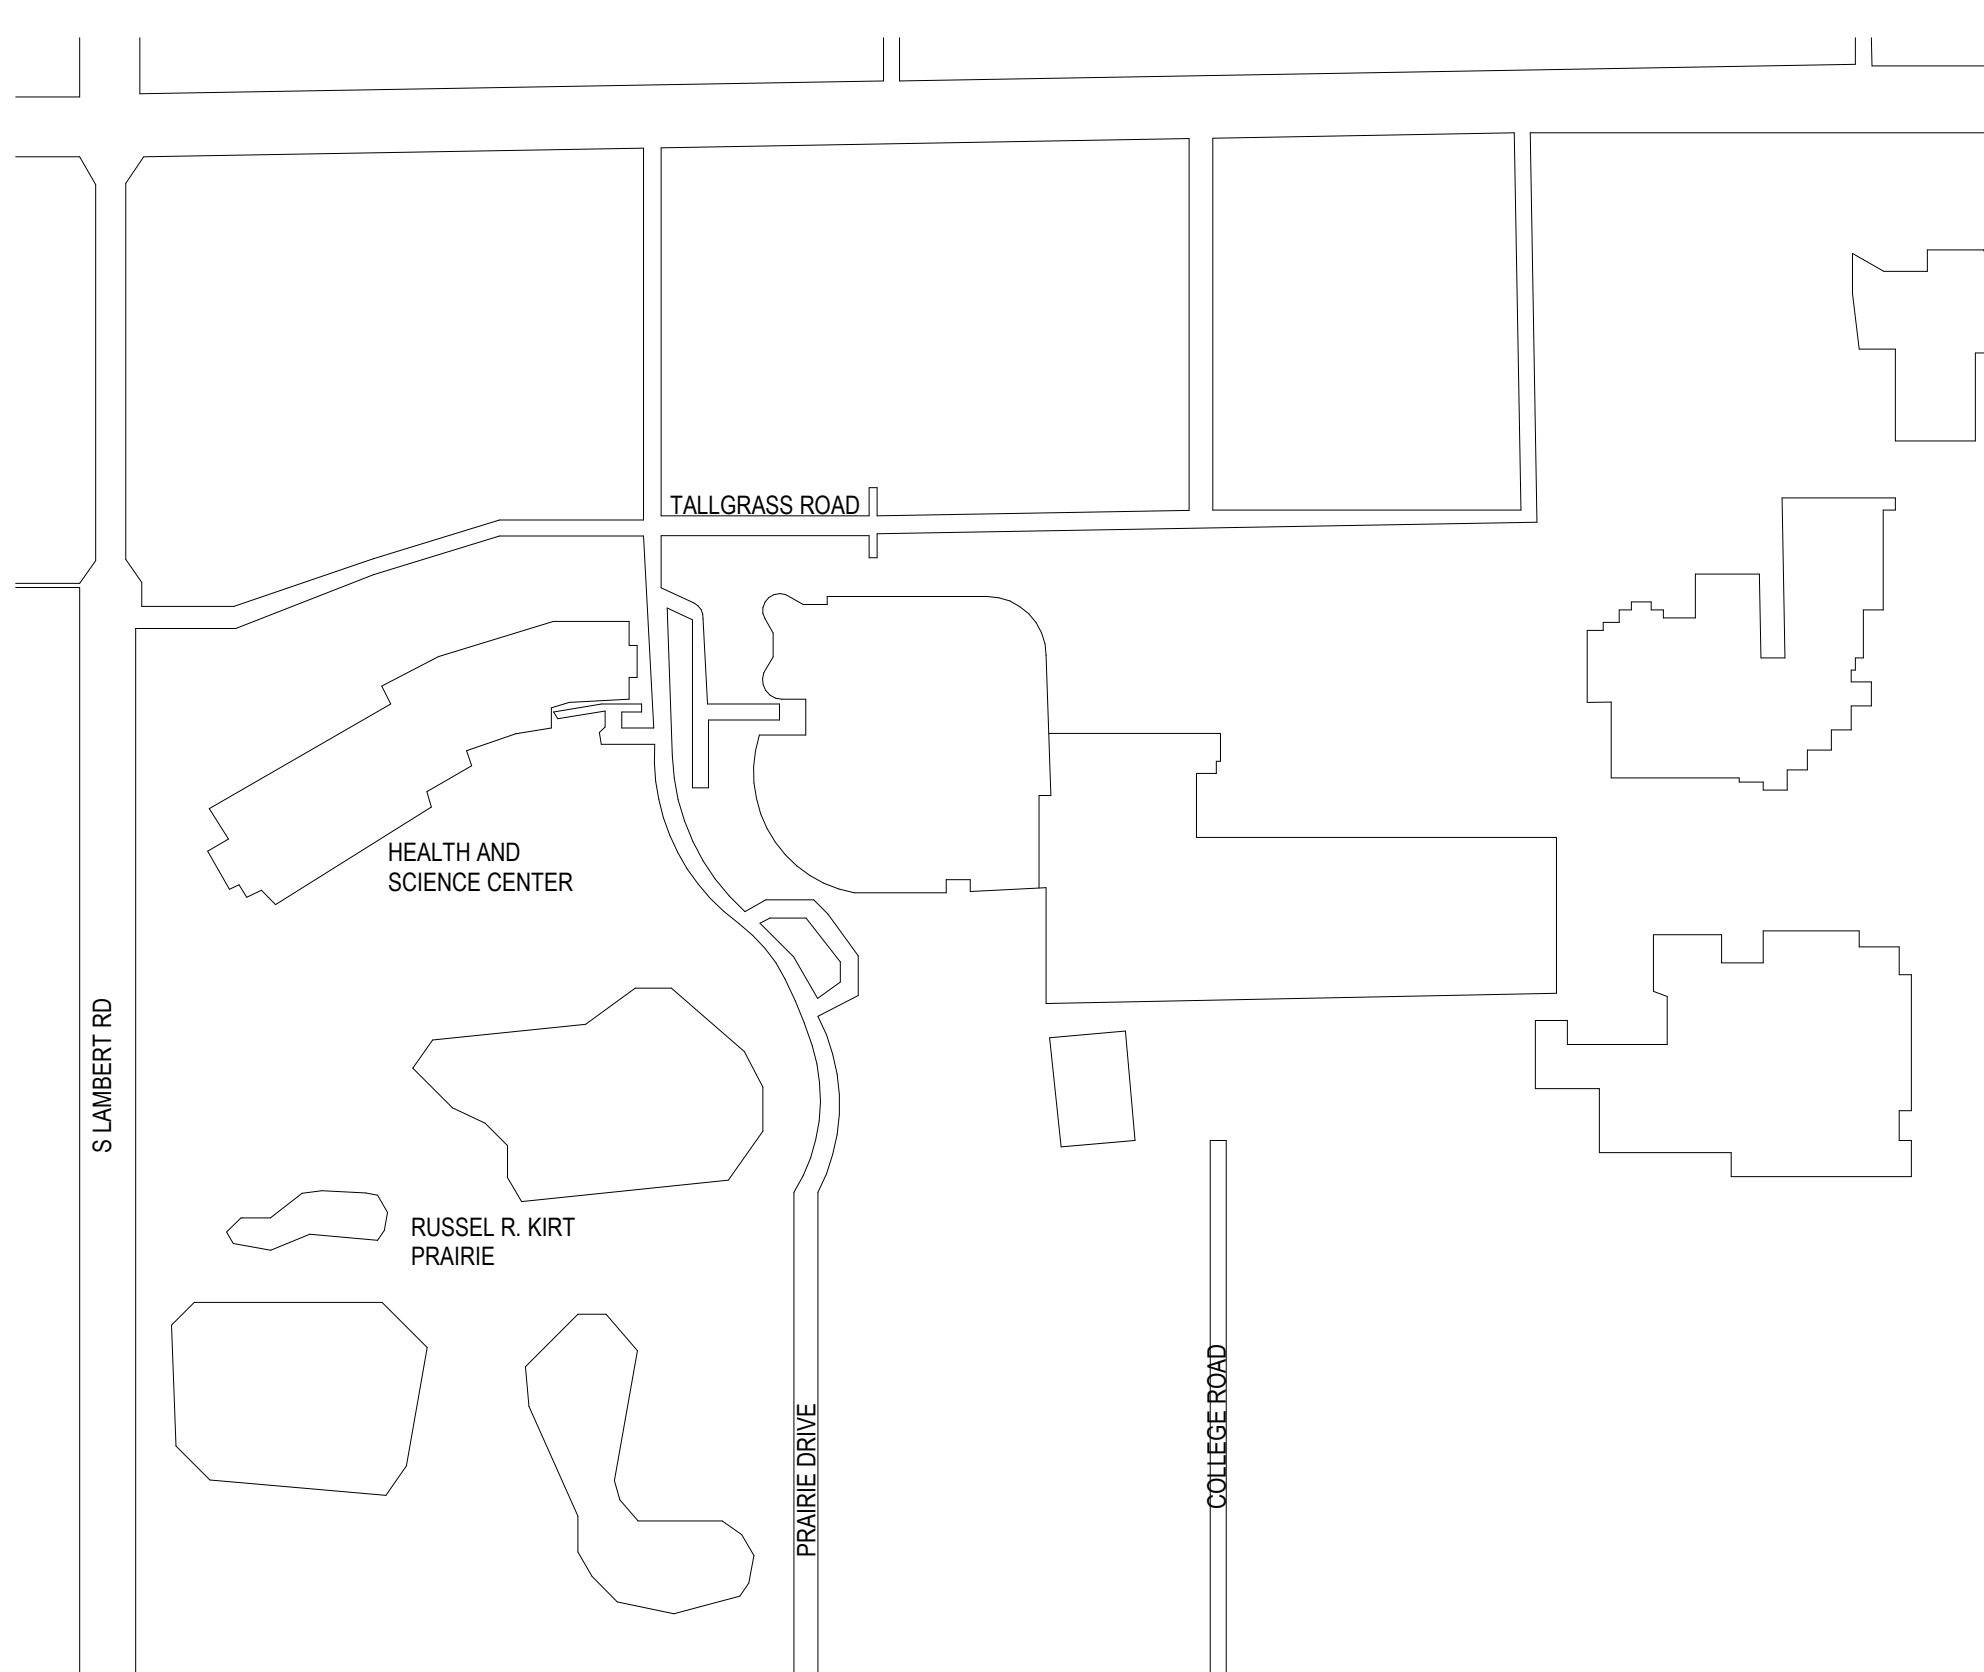 TALLGRASS ROAD
HEALTH AND
SCIENCE CENTER
S LAMBERT RD
RUSSEL R. KIRT
PRAIRIE
PRAIRIE DRIVE
COLLEGE ROAD